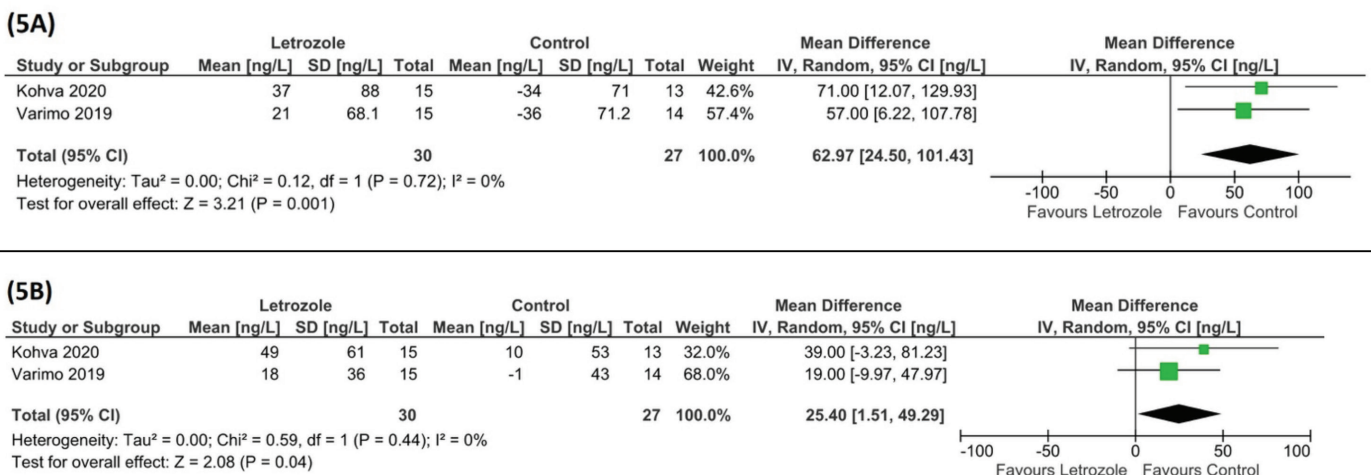 (5A)
Letrozole Control Mean Difference Mean Difference
Study or Subgroup Mean [ng/L] SD [ng/L] Total Mean [ng/L] SD [ng/L] Total Weight IV, Random, 95% CI [ng/L] IV, Random, 95% CI [ng/L]
Kohva 2020 37 88 15 -34 71 13 42.6% 71.00 [12.07, 129.93]
Varimo 2019 21 68.1 15 -36 71.2 14 57.4% 57.00 [6.22, 107.78]
Total (95% CI) 30 27 100.0% 62.97 [24.50, 101.43]
Heterogeneity: Tau² = 0.00; Chi² = 0.12, df = 1 (P = 0.72); I² = 0%
Test for overall effect: Z = 3.21 (P = 0.001)
-100 -50 0 50 100
Favours Letrozole Favours Control
(5B)
Letrozole Control Mean Difference Mean Difference
Study or Subgroup Mean [ng/L] SD [ng/L] Total Mean [ng/L] SD [ng/L] Total Weight IV, Random, 95% CI [ng/L] IV, Random, 95% CI [ng/L]
Kohva 2020 49 61 15 10 53 13 32.0% 39.00 [-3.23, 81.23]
Varimo 2019 18 36 15 -1 43 14 68.0% 19.00 [-9.97, 47.97]
Total (95% CI) 30 27 100.0% 25.40 [1.51, 49.29]
Heterogeneity: Tau² = 0.00; Chi² = 0.59, df = 1 (P = 0.44); I² = 0%
Test for overall effect: Z = 2.08 (P = 0.04)
-100 -50 0 50 100
Favours Letrozole Favours Control